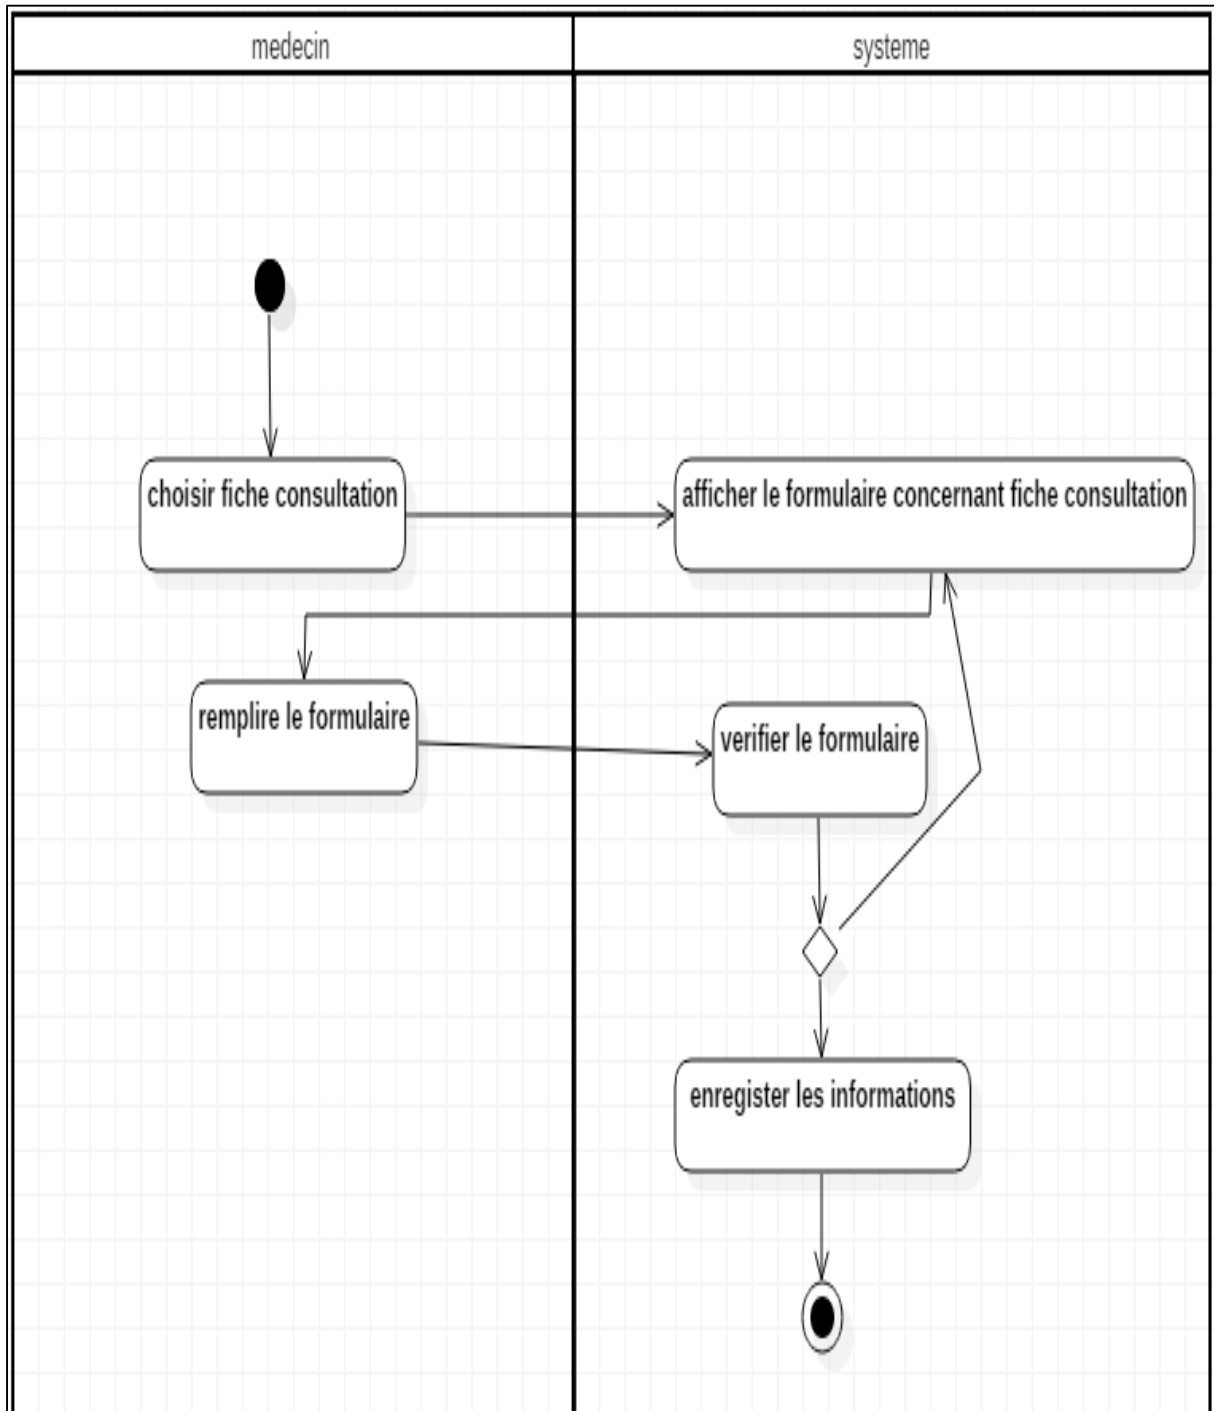 medecin
systeme
choisir fiche consultation
afficher le formulaire concernant fiche consultation
remplire le formulaire
verifier le formulaire
enregister les informations